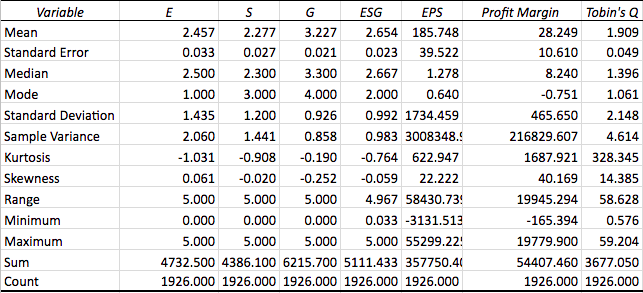 Variable E S G ESG EPS Profit Margin Tobin's Q
Mean 2.457 2.277 3.227 2.654 185.748 28.249 1.909
Standard Error 0.033 0.027 0.021 0.023 39.522 10.610 0.049
Median 2.500 2.300 3.300 2.667 1.278 8.240 1.396
Mode 1.000 3.000 4.000 2.000 0.640 -0.751 1.061
Standard Deviation 1.435 1.200 0.926 0.992 1734.459 465.650 2.148
Sample Variance 2.060 1.441 0.858 0.983 3008348.9 216829.607 4.614
Kurtosis -1.031 -0.908 -0.190 -0.764 622.947 1687.921 328.345
Skewness 0.061 -0.020 -0.252 -0.059 22.222 40.169 14.385
Range 5.000 5.000 5.000 4.967 58430.739 19945.294 58.628
Minimum 0.000 0.000 0.000 0.033 -3131.513 -165.394 0.576
Maximum 5.000 5.000 5.000 5.000 55299.225 19779.900 59.204
Sum 4732.500 4386.100 6215.700 5111.433 357750.40 54407.460 3677.050
Count 1926.000 1926.000 1926.000 1926.000 1926.000 1926.000 1926.000